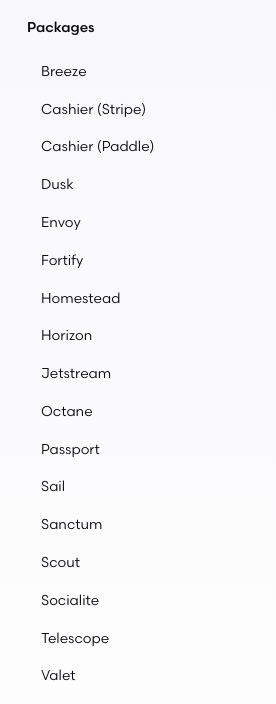 Packages
Breeze
Cashier (Stripe)
Cashier (Paddle)
Dusk
Envoy
Fortify
Homestead
Horizon
Jetstream
Octane
Passport
Sail
Sanctum
Scout
Socialite
Telescope
Valet